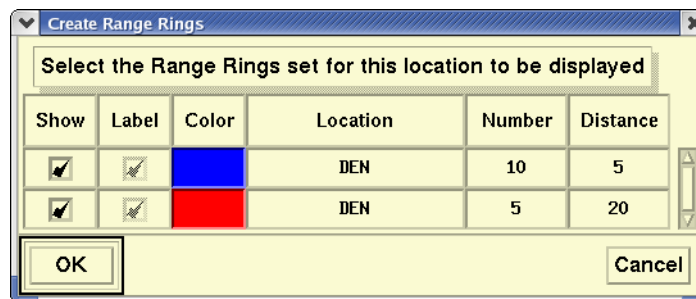 Create Range Rings
Select the Range Rings set for this location to be displayed
Show Label Color Location Number Distance
DEN 10 5
DEN 5 20
OK Cancel